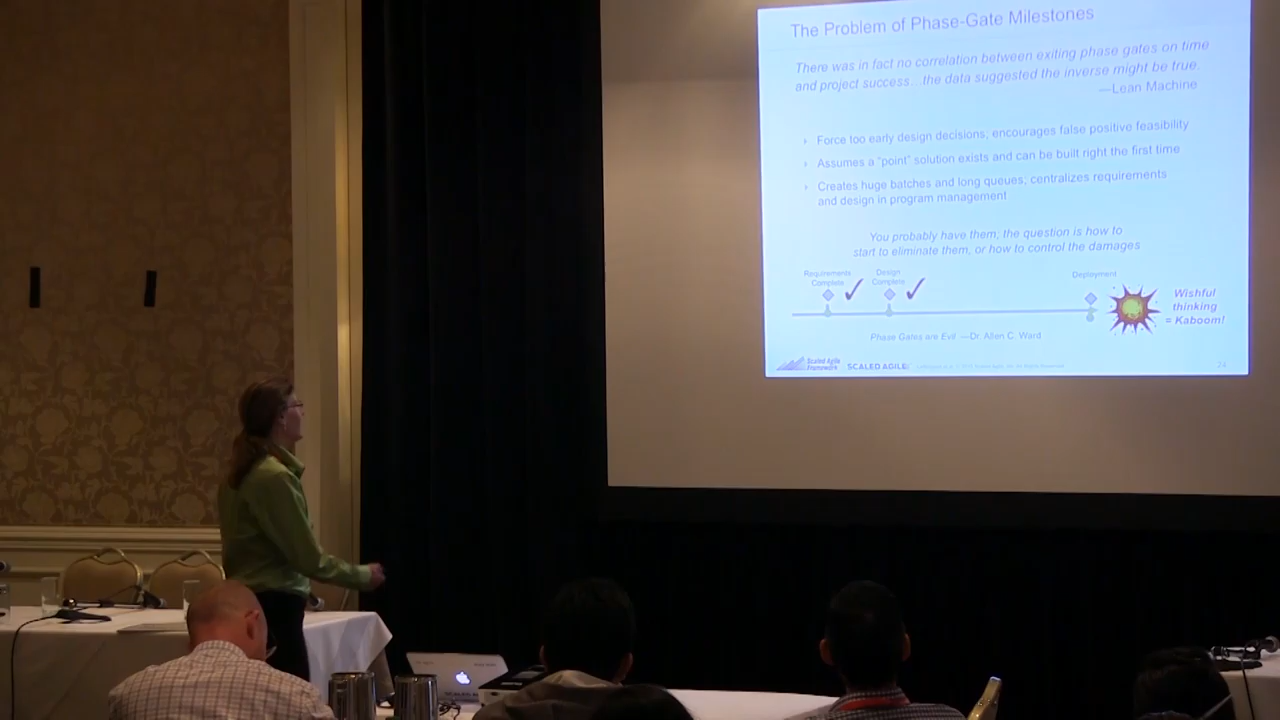 The Problem of Phase-Gate Milestones
There was in fact no correlation between exiting phase gates on time
and project success…the data suggested the inverse might be true.
—Lean Machine
› Force too early design decisions; encourages false positive feasibility
› Assumes a "point" solution exists and can be built right the first time
› Creates huge batches and long queues; centralizes requirements
and design in program management
You probably have them; the question is how to
start to eliminate them, or how to control the damages
Requirements
Complete
Design
Complete
Deployment
Wishful
thinking
= Kaboom!
Phase Gates are Evil —Dr. Allen C. Ward
Scaled Agile
Framework
SCALED AGILE
24